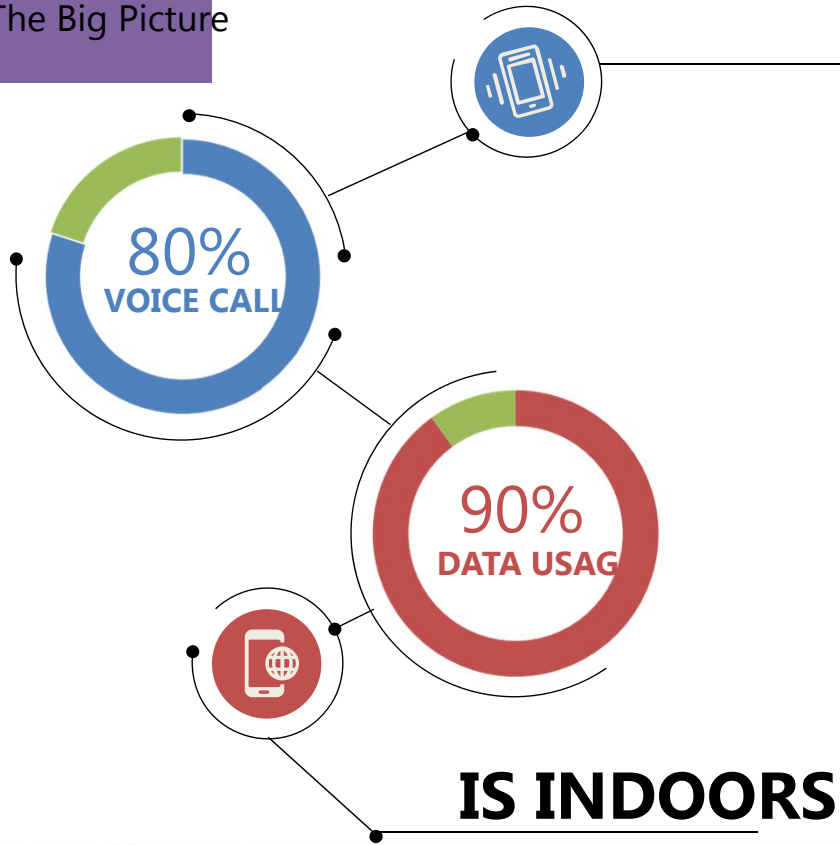 The Big Picture
80%
VOICE CALL
90%
DATA USAG
IS INDOORS